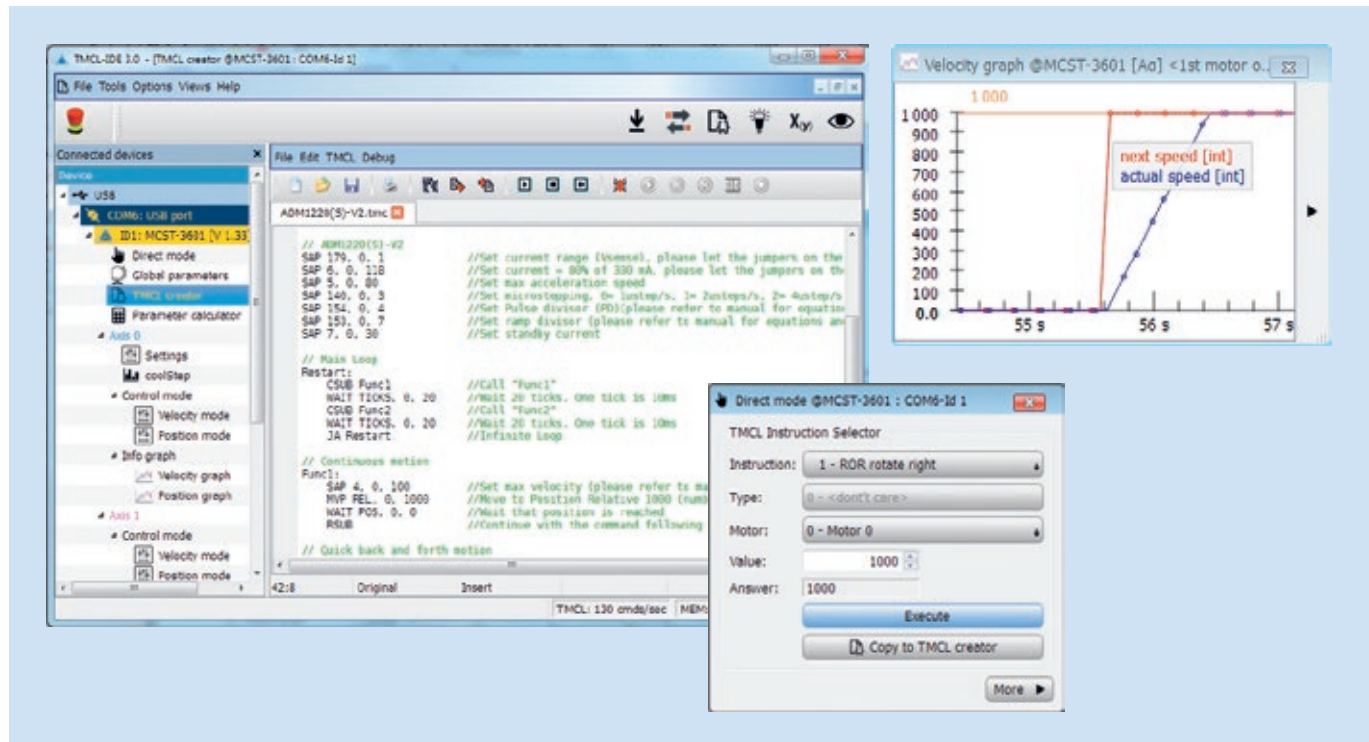 TMCL-IDE 3.0 - [TMCL creator @MCST-3601 : COM6-Id 1]
File Tools Options Views Help
X(y)
Connected devices
Device
USB
COM6: USB port
ID1: MCST-3601 [V 1.33]
Direct mode
Global parameters
TMCL creator
Parameter calculator
Axis 0
Settings
coolStep
Control mode
Velocity mode
Position mode
Info graph
Velocity graph
Position graph
Axis 1
Control mode
Velocity mode
Position mode
File Edit TMCL Debug
ADM1220(S)-V2.tmc
// ADM1220(S)-V2
SAP 179, 0, 1 //Set current range (Vsense), please let the jumpers on the
SAP 6, 0, 118 //Set current = 80% of 330 mA, please let the jumpers on the
SAP 5, 0, 80 //Set max acceleration speed
SAP 140, 0, 3 //Set microstepping, 0= 1ustep/s, 1= 2usteps/s, 2= 4ustep/s
SAP 154, 0, 4 //Set Pulse divisor (PD)(please refer to manual for equation
SAP 153, 0, 7 //Set ramp divisor (please refer to manual for equations an
SAP 7, 0, 30 //Set standby current
// Main Loop
Restart:
CSUB Func1 //Call "Func1"
WAIT TICKS, 0, 20 //Wait 20 ticks. One tick is 10ms
CSUB Func2 //Call "Func2"
WAIT TICKS, 0, 20 //Wait 20 ticks. One tick is 10ms
JA Restart //Infinite Loop
// Continuous motion
Func1:
SAP 4, 0, 100 //Set max velocity (please refer to ma
MVP REL, 0, 1000 //Move to Position Relative 1000 (num
WAIT POS, 0, 0 //Wait that position is reached
RSUB //Continue with the command following
// Quick back and forth motion
42:8 Original Insert
TMCL: 130 cmds/sec MEM:
Velocity graph @MCST-3601 [Aα] <1st motor o..
1 000
1 000
900
800
700
600
500
400
300
200
100
0.0
next speed [int]
actual speed [int]
55 s 56 s 57 s
Direct mode @MCST-3601 : COM6-Id 1
TMCL Instruction Selector
Instruction: 1 - ROR rotate right
Type: 0 - <don't care>
Motor: 0 - Motor 0
Value: 1000
Answer: 1000
Execute
Copy to TMCL creator
More